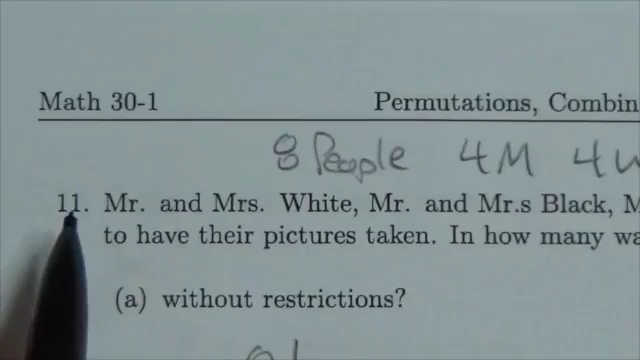 Math 30-1 Permutations, Combin
8 People 4M 4w
11. Mr. and Mrs. White, Mr. and Mr.s Black, M
to have their pictures taken. In how many wa
(a) without restrictions?